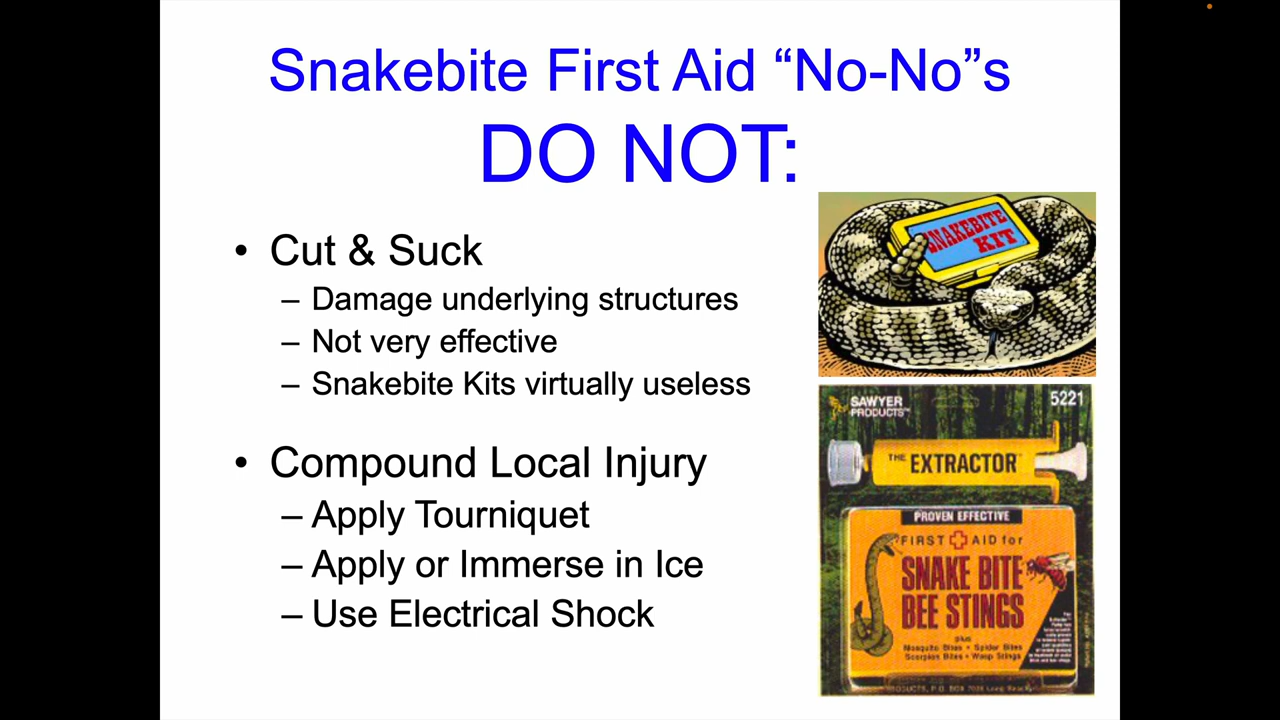 Snakebite First Aid “No-No”s
DO NOT:
• Cut & Suck
– Damage underlying structures
– Not very effective
– Snakebite Kits virtually useless
• Compound Local Injury
– Apply Tourniquet
– Apply or Immerse in Ice
– Use Electrical Shock
SNAKEBITE
KIT
SAWYER
PRODUCTS™
5221
THE EXTRACTOR
PROVEN EFFECTIVE
FIRST AID for
SNAKE BITE
BEE STINGS
plus
Mosquito Bites • Spider Bites
Scorpion Bites • Wasp Stings